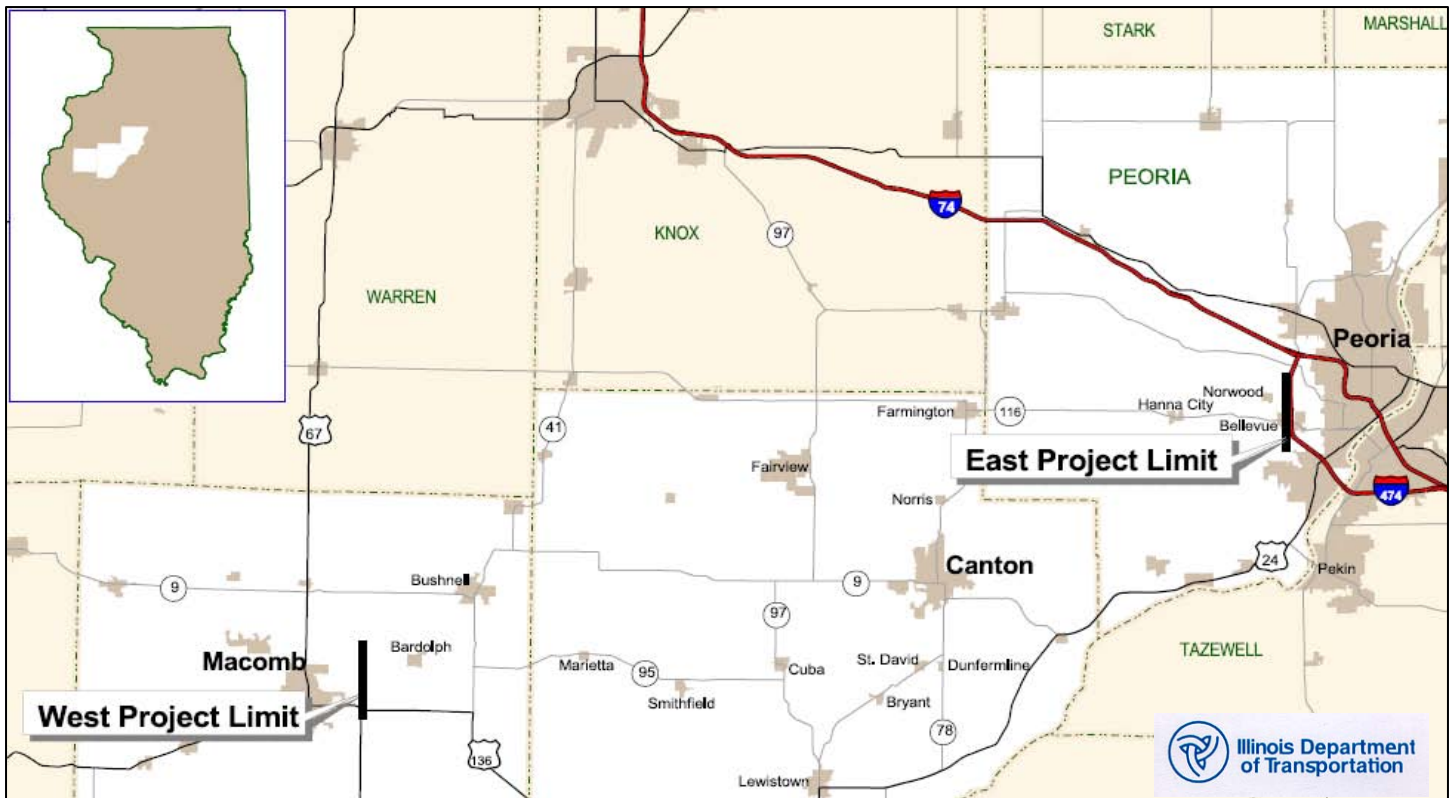 STARK
MARSHALL
PEORIA
74
KNOX
97
WARREN
Peoria
Norwood
Hanna City
Farmington
116
Bellevue
67
41
East Project Limit
Fairview
474
Norris
24
Canton
Pekin
Bushnell
9
9
97
Bardolph
Macomb
Marietta
95
Cuba
St. David
Dunfermline
TAZEWELL
Smithfield
Bryant
West Project Limit
78
136
Lewistown
Illinois Department
of Transportation